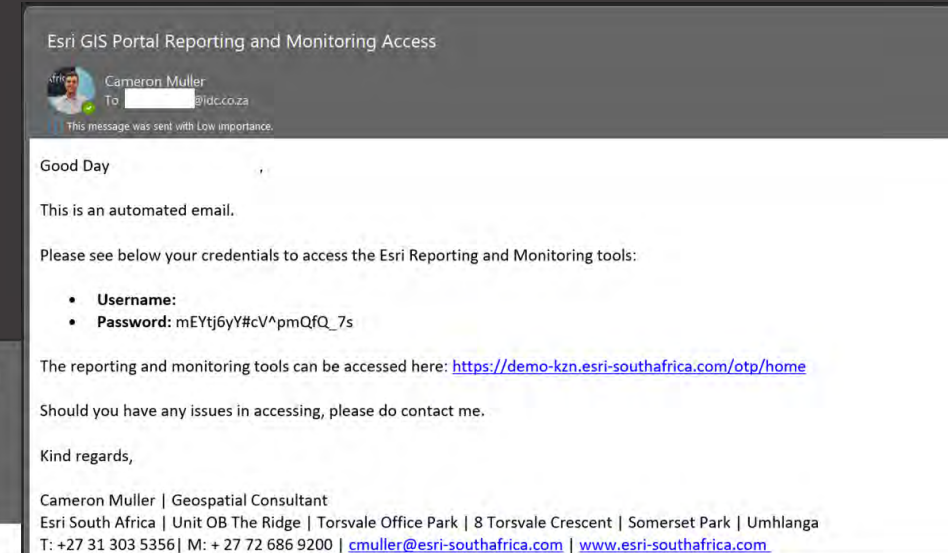 Esri GIS Portal Reporting and Monitoring Access
Cameron Muller
To @idc.co.za
This message was sent with Low importance.
Good Day ,
This is an automated email.
Please see below your credentials to access the Esri Reporting and Monitoring tools:
• Username:
• Password: mEYtj6yY#cV^pmQfQ_7s
The reporting and monitoring tools can be accessed here: https://demo-kzn.esri-southafrica.com/otp/home
Should you have any issues in accessing, please do contact me.
Kind regards,
Cameron Muller | Geospatial Consultant
Esri South Africa | Unit OB The Ridge | Torsvale Office Park | 8 Torsvale Crescent | Somerset Park | Umhlanga
T: +27 31 303 5356| M: + 27 72 686 9200 | cmuller@esri-southafrica.com | www.esri-southafrica.com